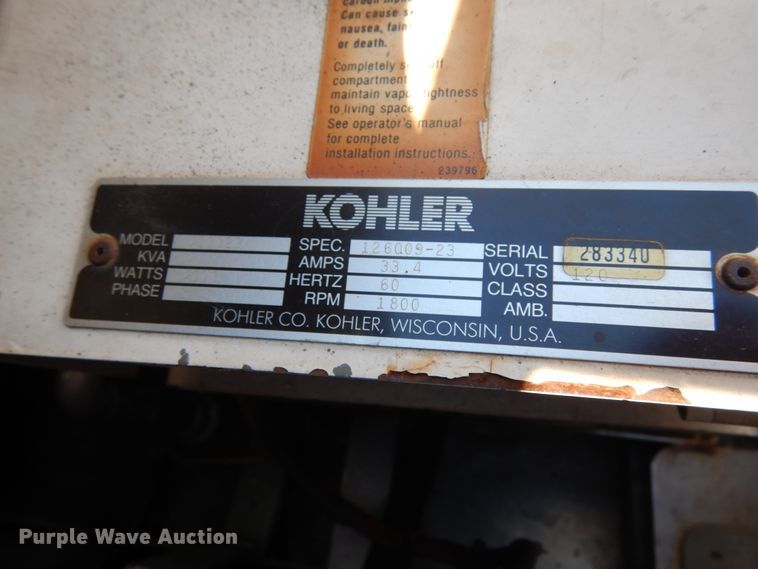 Can cause
nausea,
or death.
Completely
compartment
maintain vapor tightness
to living space
See operator's manual
for complete
installation instructions.
239796
KOHLER
MODEL SPEC. 126009-23 SERIAL 283340
KVA AMPS 33.4 VOLTS 120
WATTS HERTZ 60 CLASS
PHASE RPM 1800 AMB.
KOHLER CO. KOHLER, WISCONSIN, U.S.A.
Purple Wave Auction